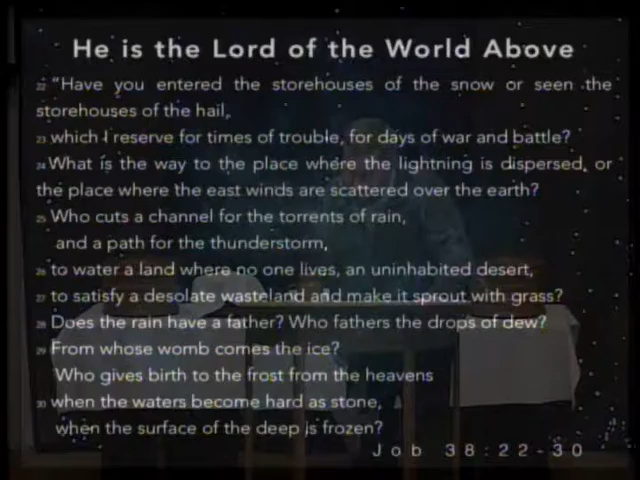 He is the Lord of the World Above
22 "Have you entered the storehouses of the snow or seen the
storehouses of the hail,
23 which I reserve for times of trouble, for days of war and battle?
24 What is the way to the place where the lightning is dispersed, or
the place where the east winds are scattered over the earth?
25 Who cuts a channel for the torrents of rain,
and a path for the thunderstorm,
26 to water a land where no one lives, an uninhabited desert,
27 to satisfy a desolate wasteland and make it sprout with grass?
28 Does the rain have a father? Who fathers the drops of dew?
29 From whose womb comes the ice?
Who gives birth to the frost from the heavens
30 when the waters become hard as stone,
when the surface of the deep is frozen?
Job 38:22-30